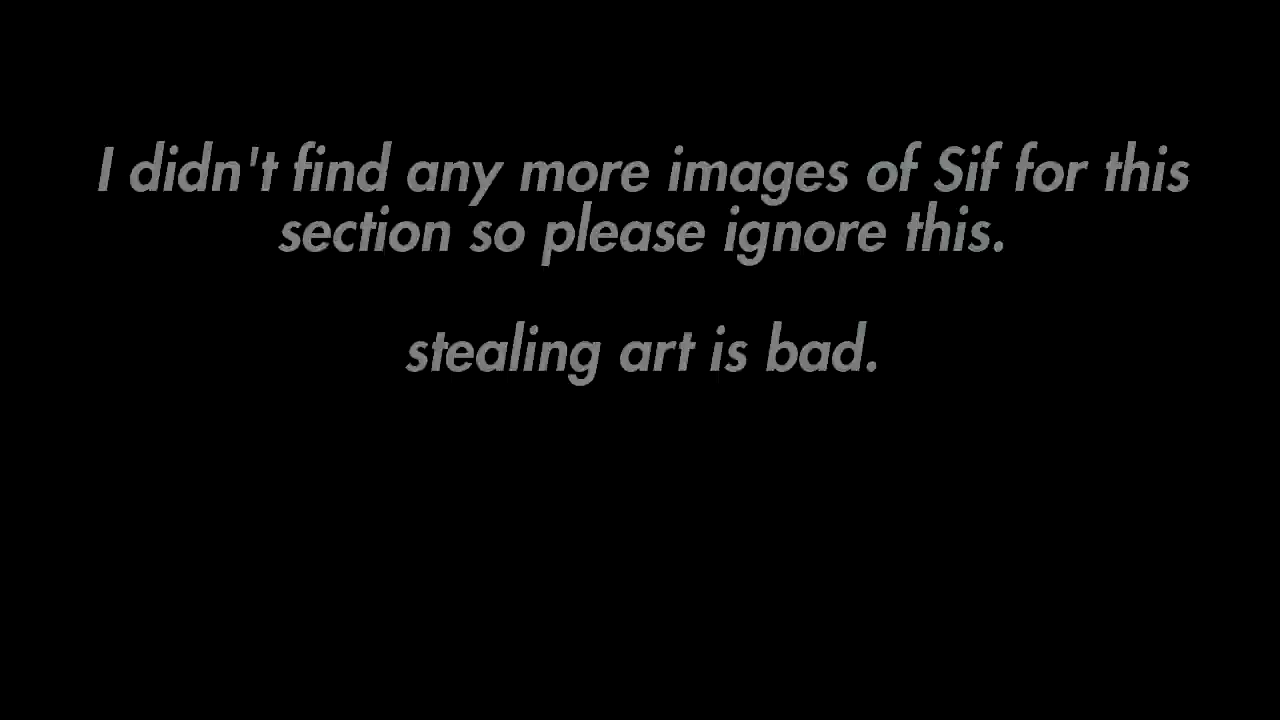 I didn't find any more images of Sif for this
section so please ignore this.
stealing art is bad.